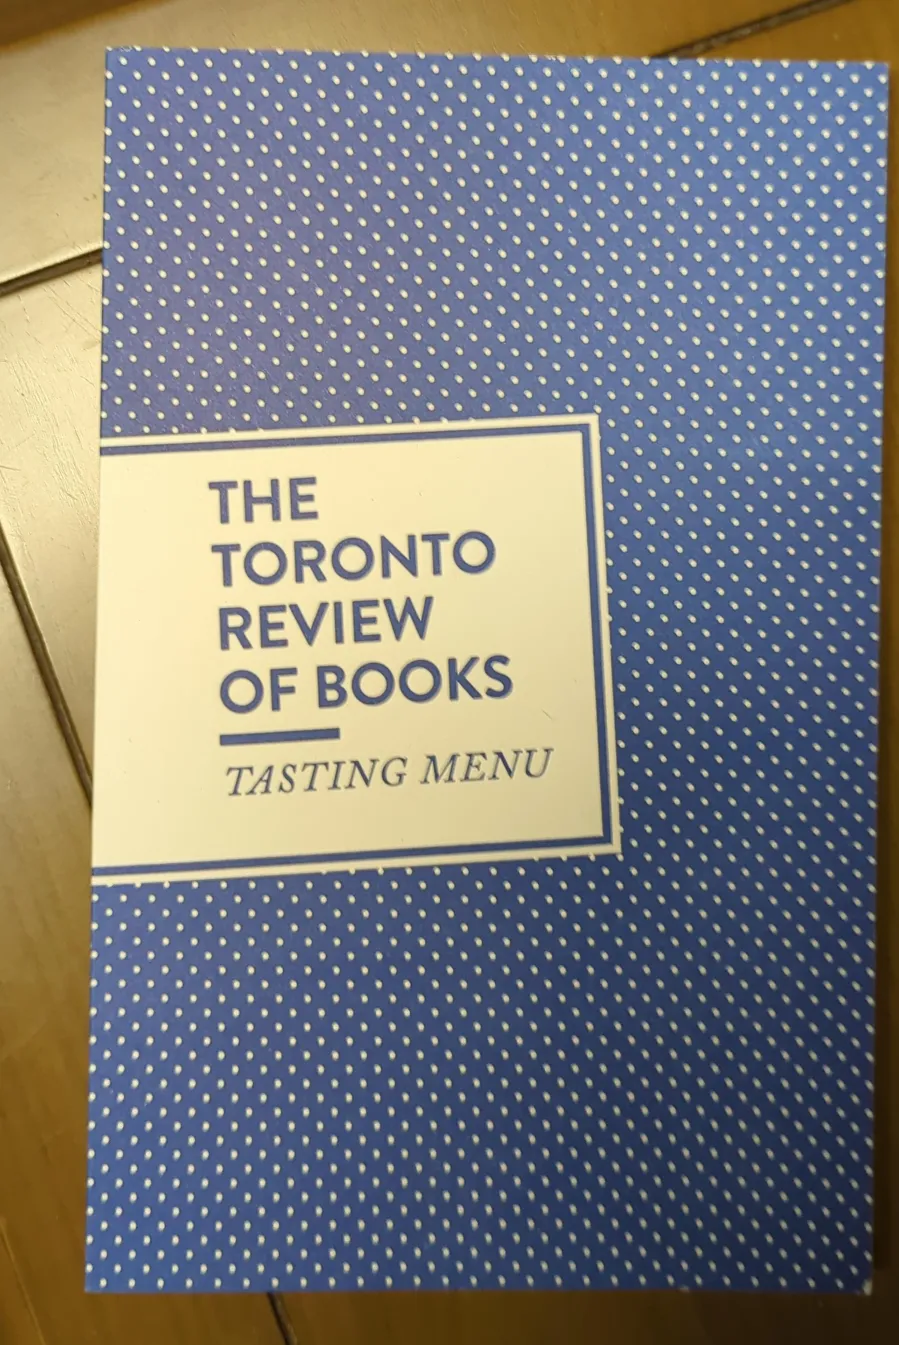 THE
TORONTO
REVIEW
OF BOOKS
TASTING MENU